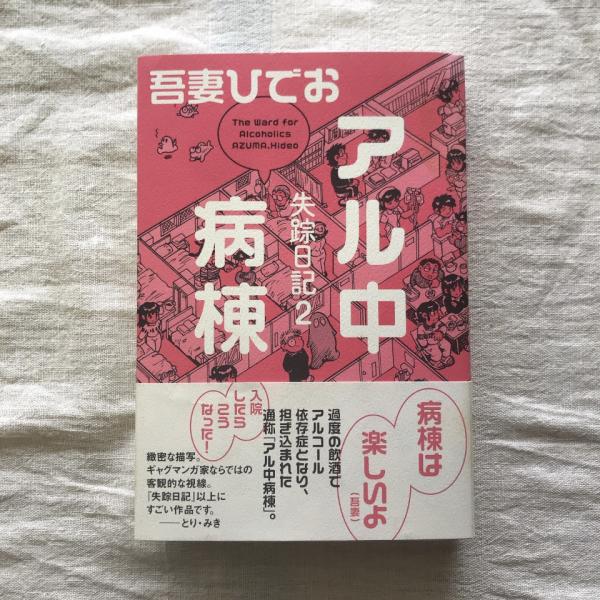 吾妻ひでお
The Ward for
Alcoholics
AZUMA.Hideo
アル中
病棟
失踪日記2
病棟は
楽しいよ
(吾妻)
過度の飲酒で
アルコール
依存症となり、
担ぎ込まれた
通称「アル中病棟」。
入院
したら
こう
なった!
緻密な描写。
ギャグマンガ家ならではの
客観的な視線。
『失踪日記』以上に
すごい作品です。
――とり・みき